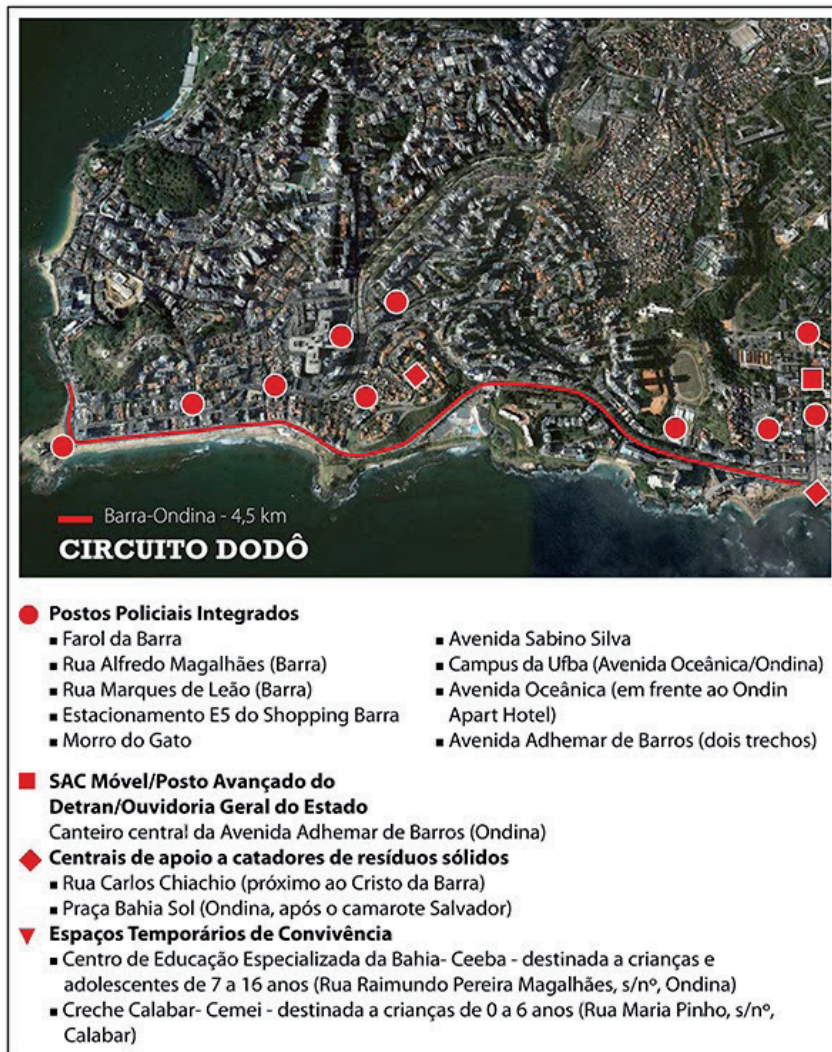 Barra-Ondina - 4,5 km
CIRCUITO DODÔ
Postos Policiais Integrados
▪ Farol da Barra
▪ Rua Alfredo Magalhães (Barra)
▪ Rua Marques de Leão (Barra)
▪ Estacionamento E5 do Shopping Barra
▪ Morro do Gato
▪ Avenida Sabino Silva
▪ Campus da Ufba (Avenida Oceânica/Ondina)
▪ Avenida Oceânica (em frente ao Ondin
Apart Hotel)
▪ Avenida Adhemar de Barros (dois trechos)
SAC Móvel/Posto Avançado do
Detran/Ouvidoria Geral do Estado
Canteiro central da Avenida Adhemar de Barros (Ondina)
Centrais de apoio a catadores de resíduos sólidos
▪ Rua Carlos Chiachio (próximo ao Cristo da Barra)
▪ Praça Bahia Sol (Ondina, após o camarote Salvador)
Espaços Temporários de Convivência
▪ Centro de Educação Especializada da Bahia- Ceeba - destinada a crianças e
adolescentes de 7 a 16 anos (Rua Raimundo Pereira Magalhães, s/nº, Ondina)
▪ Creche Calabar- Cemei - destinada a crianças de 0 a 6 anos (Rua Maria Pinho, s/nº,
Calabar)